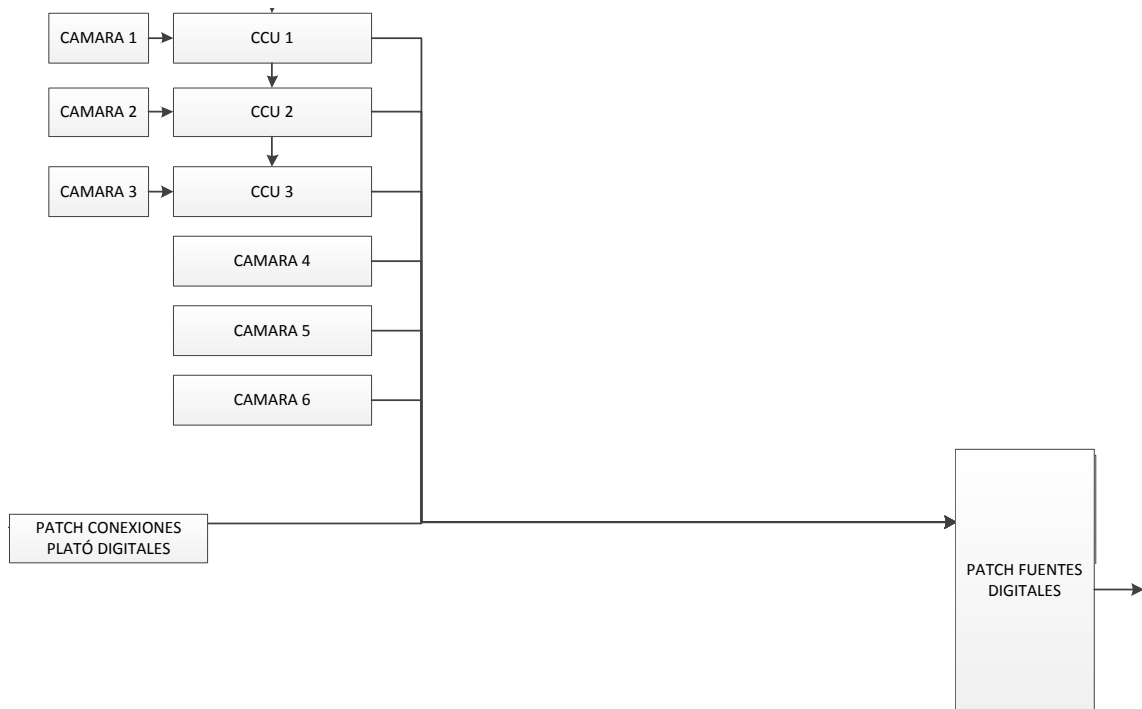 CAMARA 1
CCU 1
CAMARA 2
CCU 2
CAMARA 3
CCU 3
CAMARA 4
CAMARA 5
CAMARA 6
PATCH CONEXIONES
PLATÓ DIGITALES
PATCH FUENTES
DIGITALES